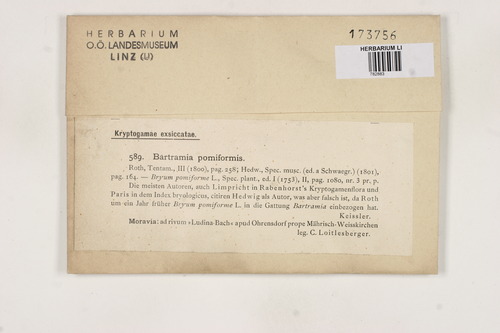 HERBARIUM
O.Ö. LANDESMUSEUM
LINZ (U)
173756
HERBARIUM LI
Kryptogamae exsiccatae.
589. Bartramia pomiformis.
Roth, Tentam., III (1800), pag. 258; Hedw., Spec. musc. (ed. a Schwaegr.) (1801),
pag. 164. — Bryum pomiforme L., Spec. plant., ed. I (1753), II, pag. 1080, nr. 3 pr. p.
Die meisten Autoren, auch Limpricht in Rabenhorst's Kryptogamenflora und
Paris in dem Index bryologicus, citiren Hedwig als Autor, was aber falsch ist, da Roth
um ein Jahr früher Bryum pomiforme L. in die Gattung Bartramia einbezogen hat.
Keissler.
Moravia: ad rivum »Ludina-Bach« apud Ohrensdorf prope Mährisch-Weisskirchen
leg. C. Loitlesberger.